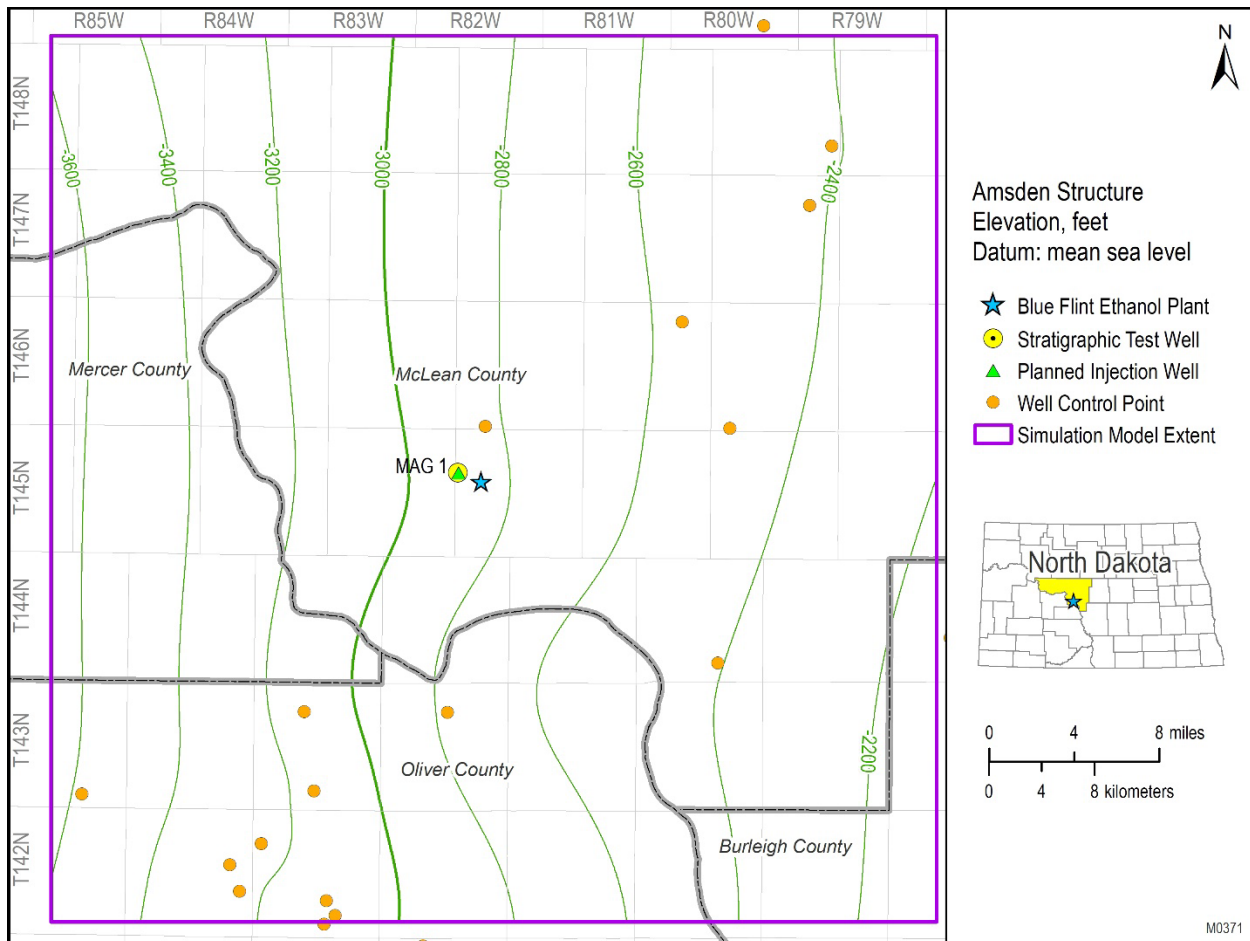 R85W R84W R83W R82W R81W R80W R79W
T148N
T147N
T146N
T145N
T144N
T143N
T142N
-3600
-3400
-3200
-3000
-2800
-2600
-2400
-2200
Mercer County
McLean County
MAG 1
Oliver County
Burleigh County
N
Amsden Structure
Elevation, feet
Datum: mean sea level
Blue Flint Ethanol Plant
Stratigraphic Test Well
Planned Injection Well
Well Control Point
Simulation Model Extent
North Dakota
0 4 8 miles
0 4 8 kilometers
M0371